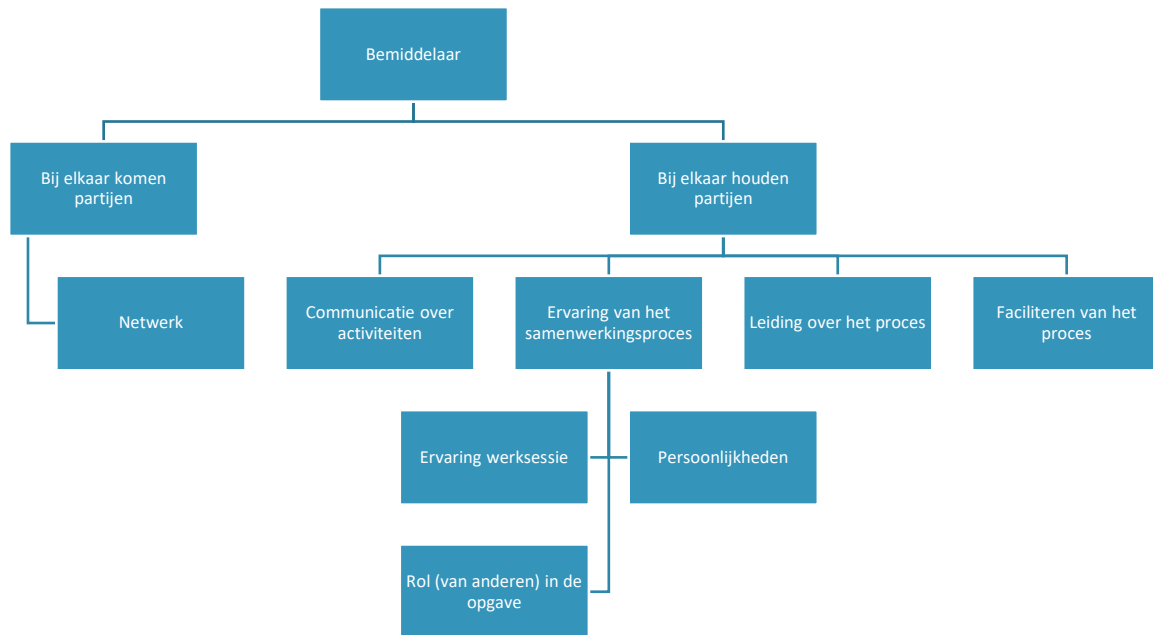 Bemiddelaar
Bij elkaar komen
partijen
Bij elkaar houden
partijen
Netwerk
Communicatie over
activiteiten
Ervaring van het
samenwerkingsproces
Leiding over het proces
Faciliteren van het
proces
Ervaring werksessie
Persoonlijkheden
Rol (van anderen) in de
opgave